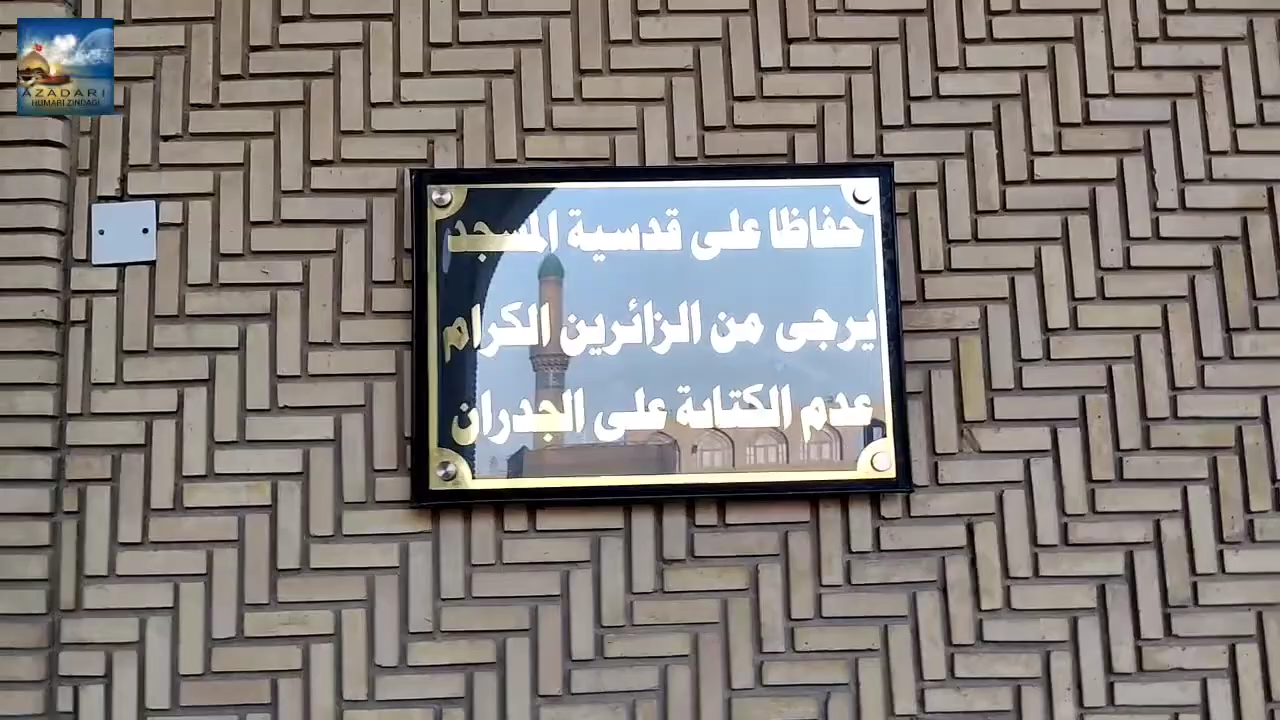 AZADARI
HUMARI ZINDAGI
حفاظا على قدسية المسجد
يرجى من الزائرين الكرام
عدم الكتابة على الجدران